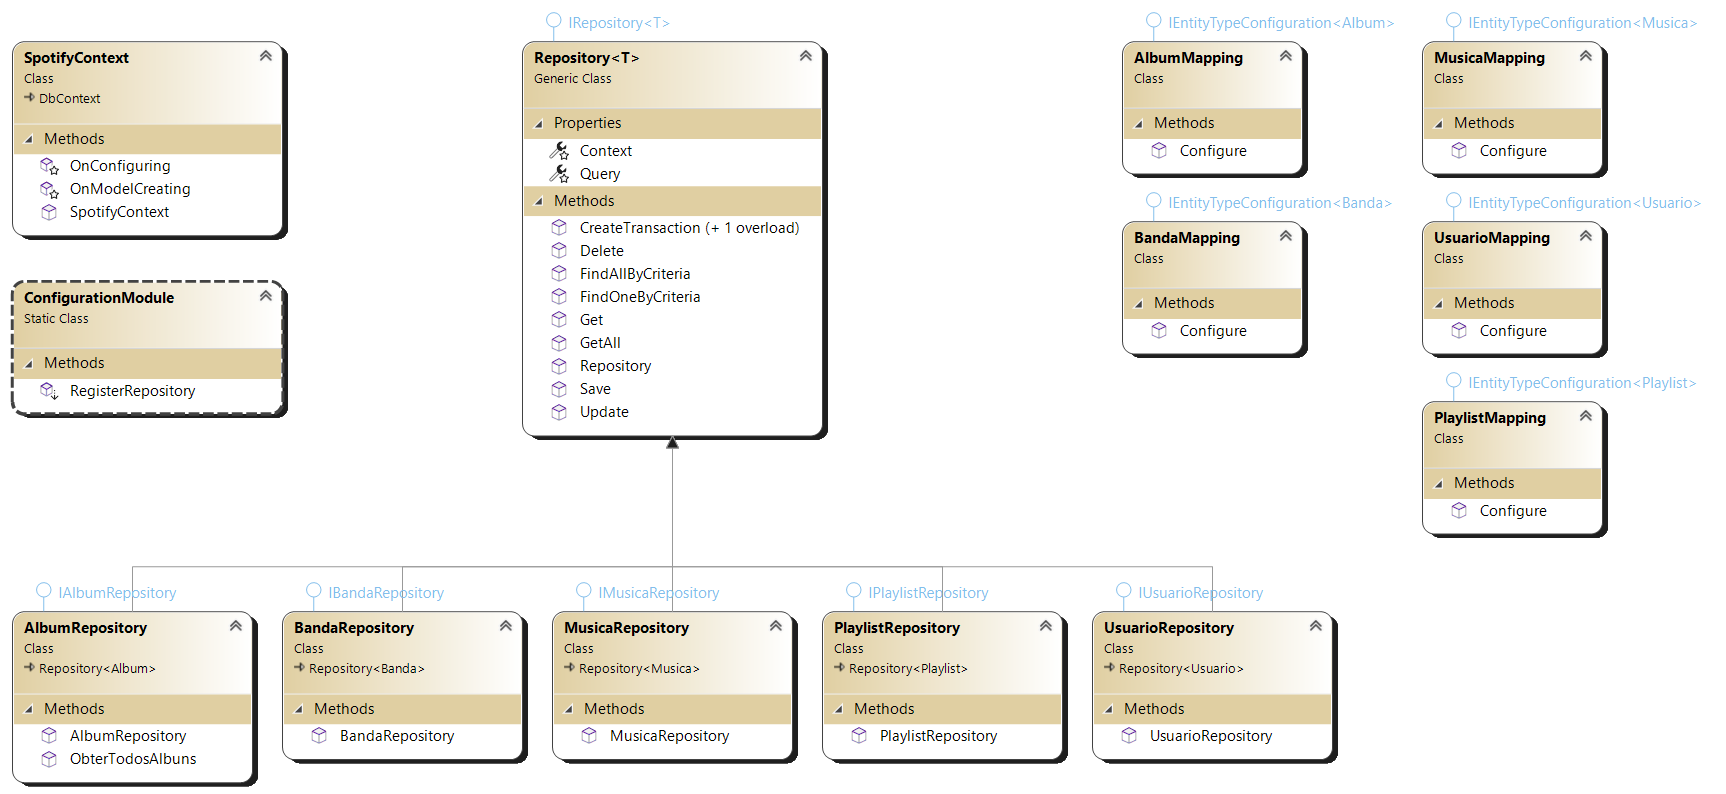 SpotifyContext
Class
DbContext
Methods
OnConfiguring
OnModelCreating
SpotifyContext
ConfigurationModule
Static Class
Methods
RegisterRepository
IRepository<T>
Repository<T>
Generic Class
Properties
Context
Query
Methods
CreateTransaction (+ 1 overload)
Delete
FindAllByCriteria
FindOneByCriteria
Get
GetAll
Repository
Save
Update
IEntityTypeConfiguration<Album>
AlbumMapping
Class
Methods
Configure
IEntityTypeConfiguration<Musica>
MusicaMapping
Class
Methods
Configure
IEntityTypeConfiguration<Banda>
BandaMapping
Class
Methods
Configure
IEntityTypeConfiguration<Usuario>
UsuarioMapping
Class
Methods
Configure
IEntityTypeConfiguration<Playlist>
PlaylistMapping
Class
Methods
Configure
IAlbumRepository
AlbumRepository
Class
Repository<Album>
Methods
AlbumRepository
ObterTodosAlbuns
IBandaRepository
BandaRepository
Class
Repository<Banda>
Methods
BandaRepository
IMusicaRepository
MusicaRepository
Class
Repository<Musica>
Methods
MusicaRepository
IPlaylistRepository
PlaylistRepository
Class
Repository<Playlist>
Methods
PlaylistRepository
IUsuarioRepository
UsuarioRepository
Class
Repository<Usuario>
Methods
UsuarioRepository